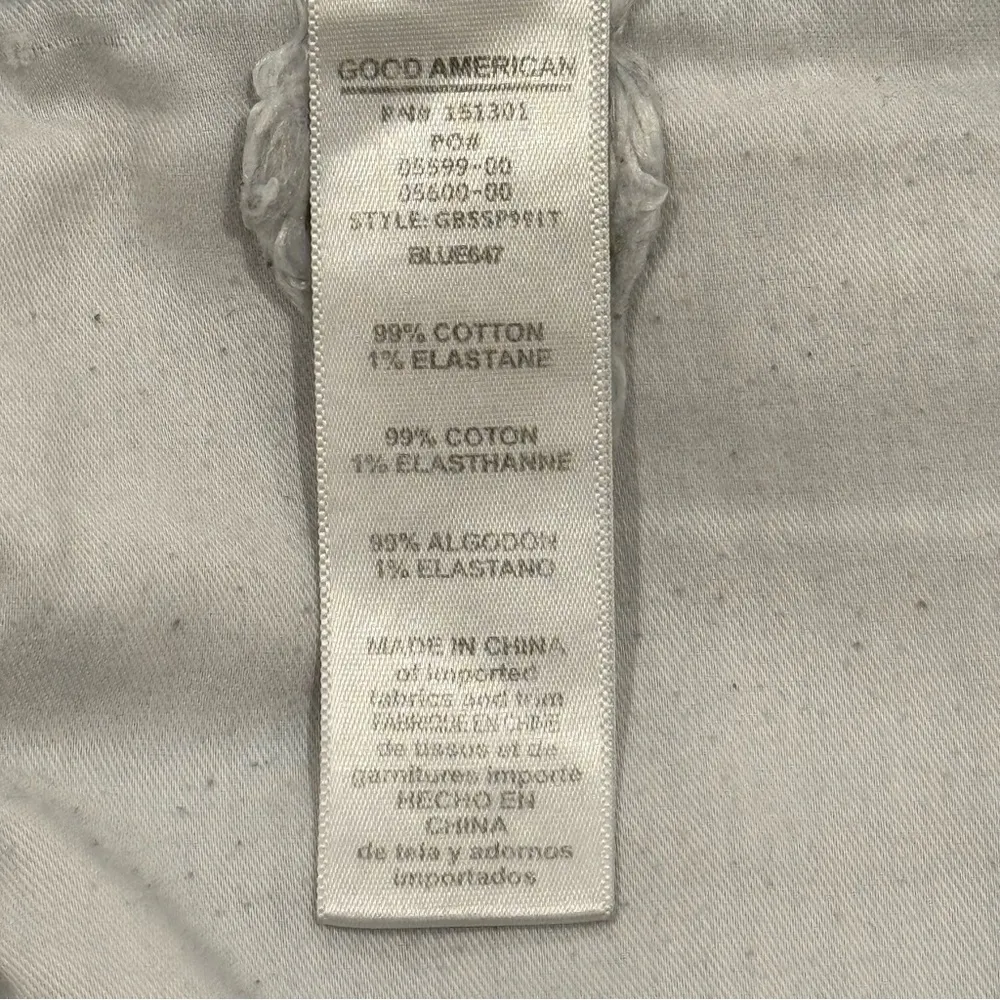 GOOD AMERICAN
RN# 151301
PO#
05599-00
05600-00
STYLE: GBSSP991T
BLUE647
99% COTTON
1% ELASTANE
99% COTON
1% ELASTHANNE
99% ALGODÓN
1% ELASTANO
MADE IN CHINA
of imported
fabrics and trim
FABRIQUE EN CHINE
de tissus et de
garnitures importe
HECHO EN
CHINA
de tela y adornos
importados